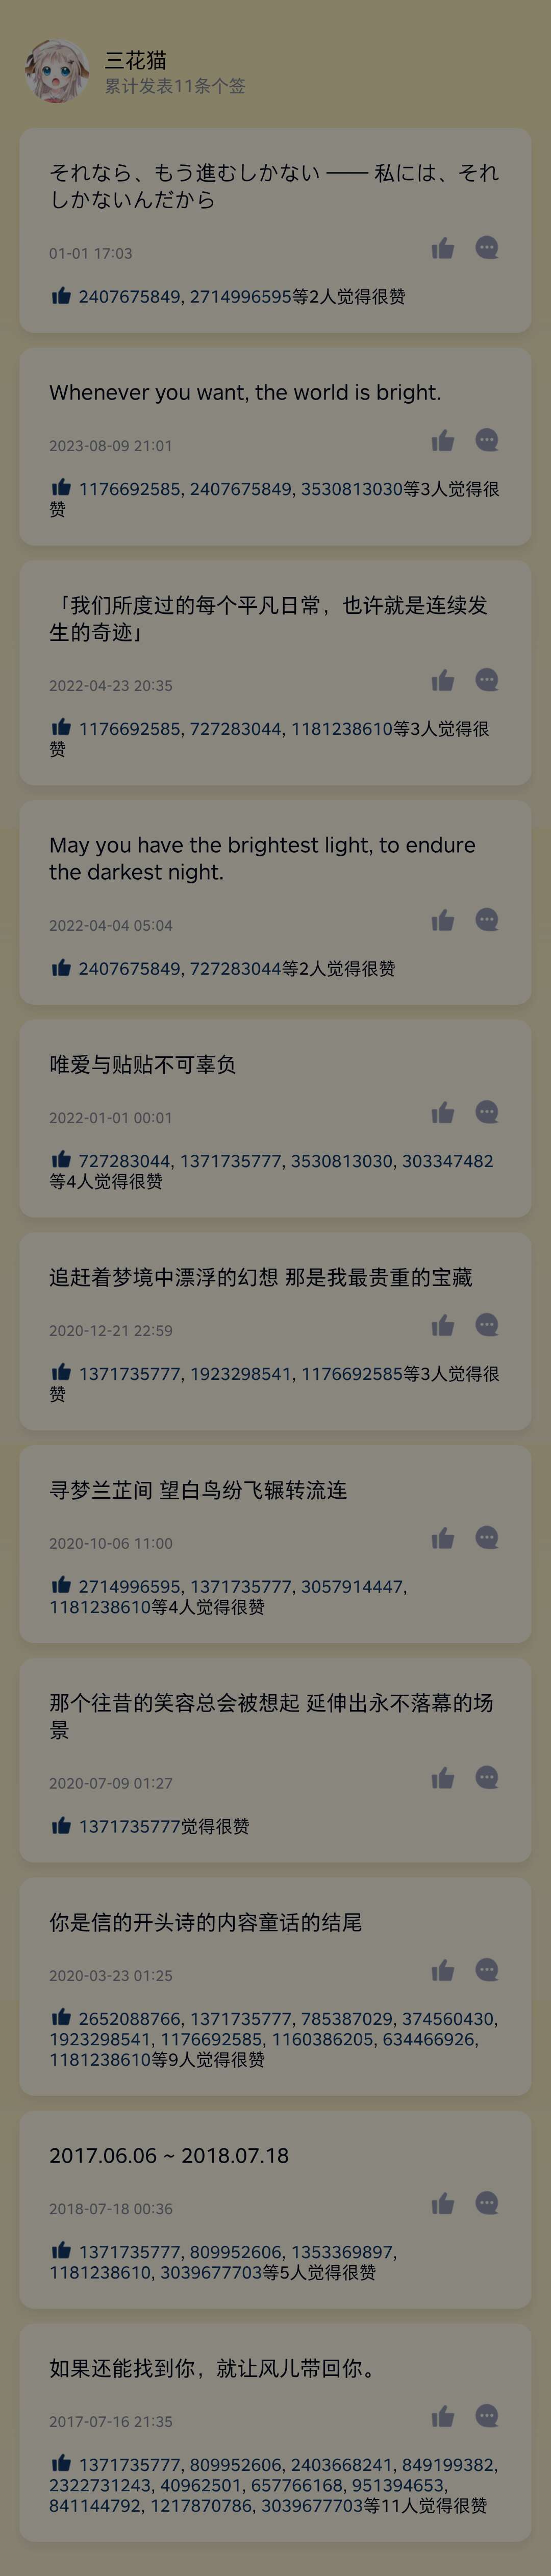 三花猫
累计发表11条个签
それなら、もう進むしかない —— 私には、それ
しかないんだから
01-01 17:03
2407675849, 2714996595等2人觉得很赞
Whenever you want, the world is bright.
2023-08-09 21:01
1176692585, 2407675849, 3530813030等3人觉得很
赞
「我们所度过的每个平凡日常，也许就是连续发
生的奇迹」
2022-04-23 20:35
1176692585, 727283044, 1181238610等3人觉得很
赞
May you have the brightest light, to endure
the darkest night.
2022-04-04 05:04
2407675849, 727283044等2人觉得很赞
唯爱与贴贴不可辜负
2022-01-01 00:01
727283044, 1371735777, 3530813030, 303347482
等4人觉得很赞
追赶着梦境中漂浮的幻想 那是我最贵重的宝藏
2020-12-21 22:59
1371735777, 1923298541, 1176692585等3人觉得很
赞
寻梦兰芷间 望白鸟纷飞辗转流连
2020-10-06 11:00
2714996595, 1371735777, 3057914447,
1181238610等4人觉得很赞
那个往昔的笑容总会被想起 延伸出永不落幕的场
景
2020-07-09 01:27
1371735777觉得很赞
你是信的开头诗的内容童话的结尾
2020-03-23 01:25
2652088766, 1371735777, 785387029, 374560430,
1923298541, 1176692585, 1160386205, 634466926,
1181238610等9人觉得很赞
2017.06.06 ~ 2018.07.18
2018-07-18 00:36
1371735777, 809952606, 1353369897,
1181238610, 3039677703等5人觉得很赞
如果还能找到你，就让风儿带回你。
2017-07-16 21:35
1371735777, 809952606, 2403668241, 849199382,
2322731243, 40962501, 657766168, 951394653,
841144792, 1217870786, 3039677703等11人觉得很赞